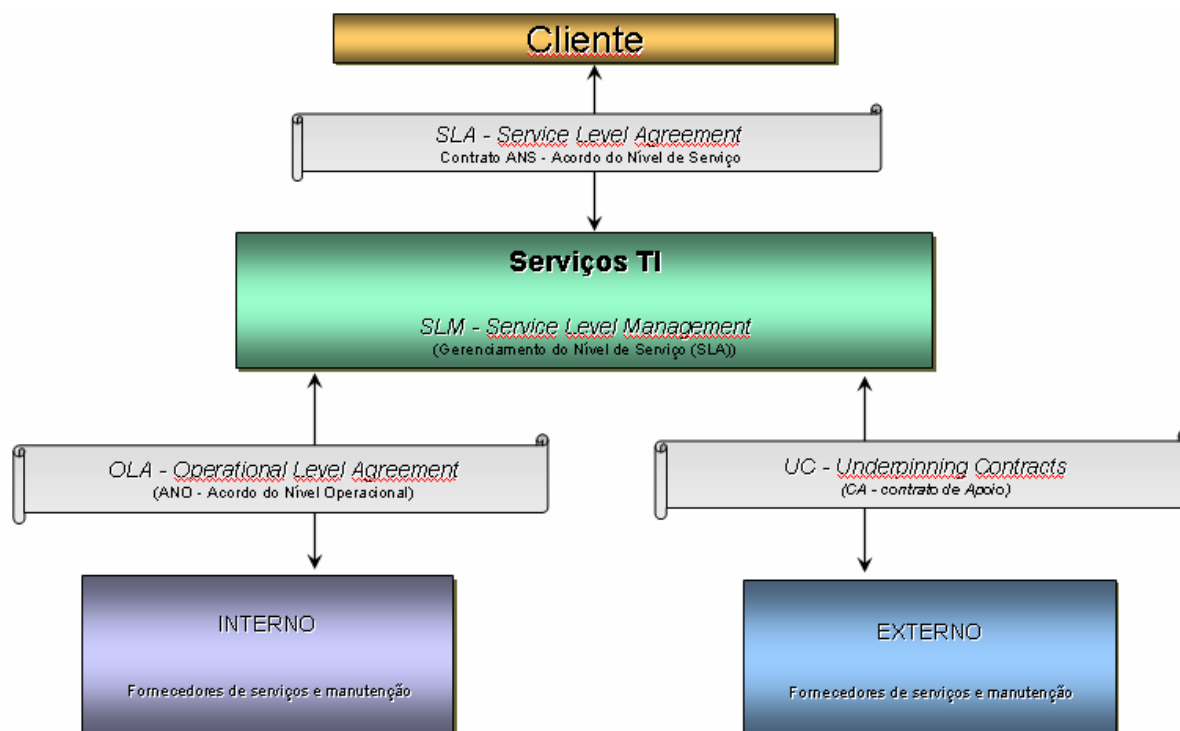 Cliente
SLA - Service Level Agreement
Contrato ANS - Acordo do Nível de Serviço
Serviços TI
SLM - Service Level Management
(Gerenciamento do Nível de Serviço (SLA))
OLA - Operational Level Agreement
(ANO - Acordo do Nível Operacional)
UC - Underpinning Contracts
(CA - contrato de Apoio)
INTERNO
Fornecedores de serviços e manutenção
EXTERNO
Fornecedores de serviços e manutenção